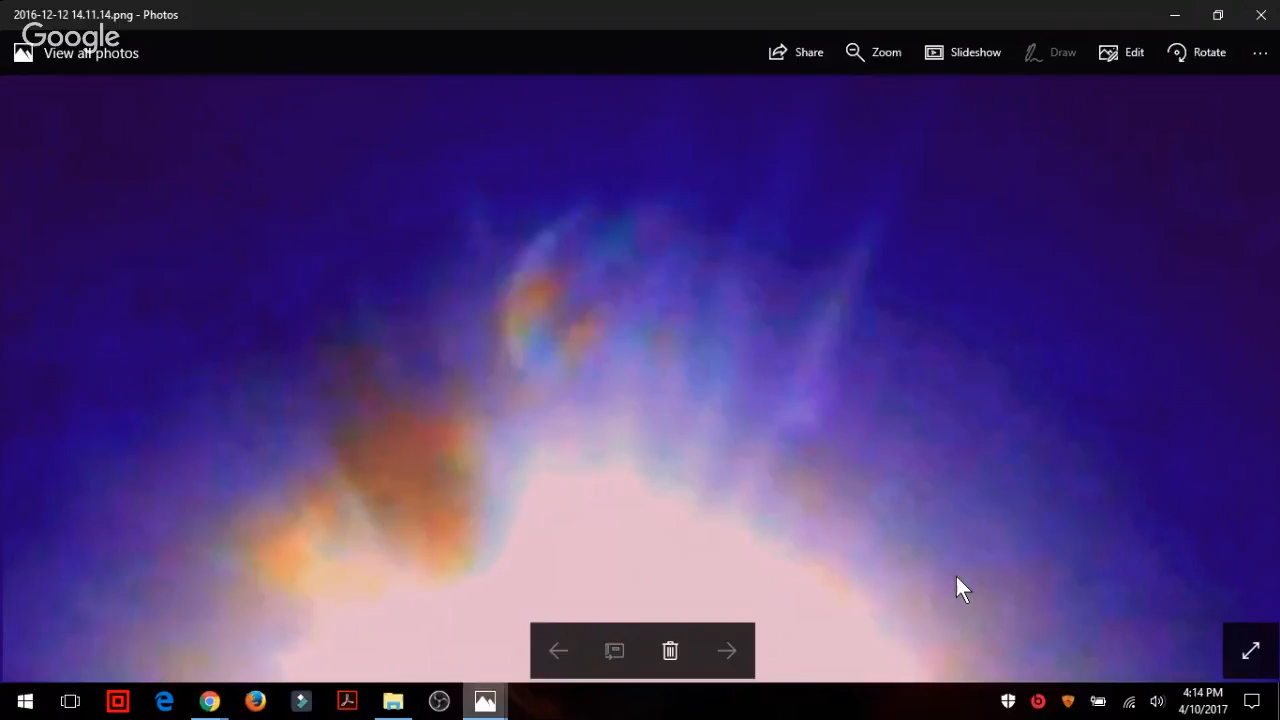 2016-12-12 14.11.14.png - Photos
Google
View all photos
Share
Zoom
Slideshow
Draw
Edit
Rotate
4:14 PM
4/10/2017